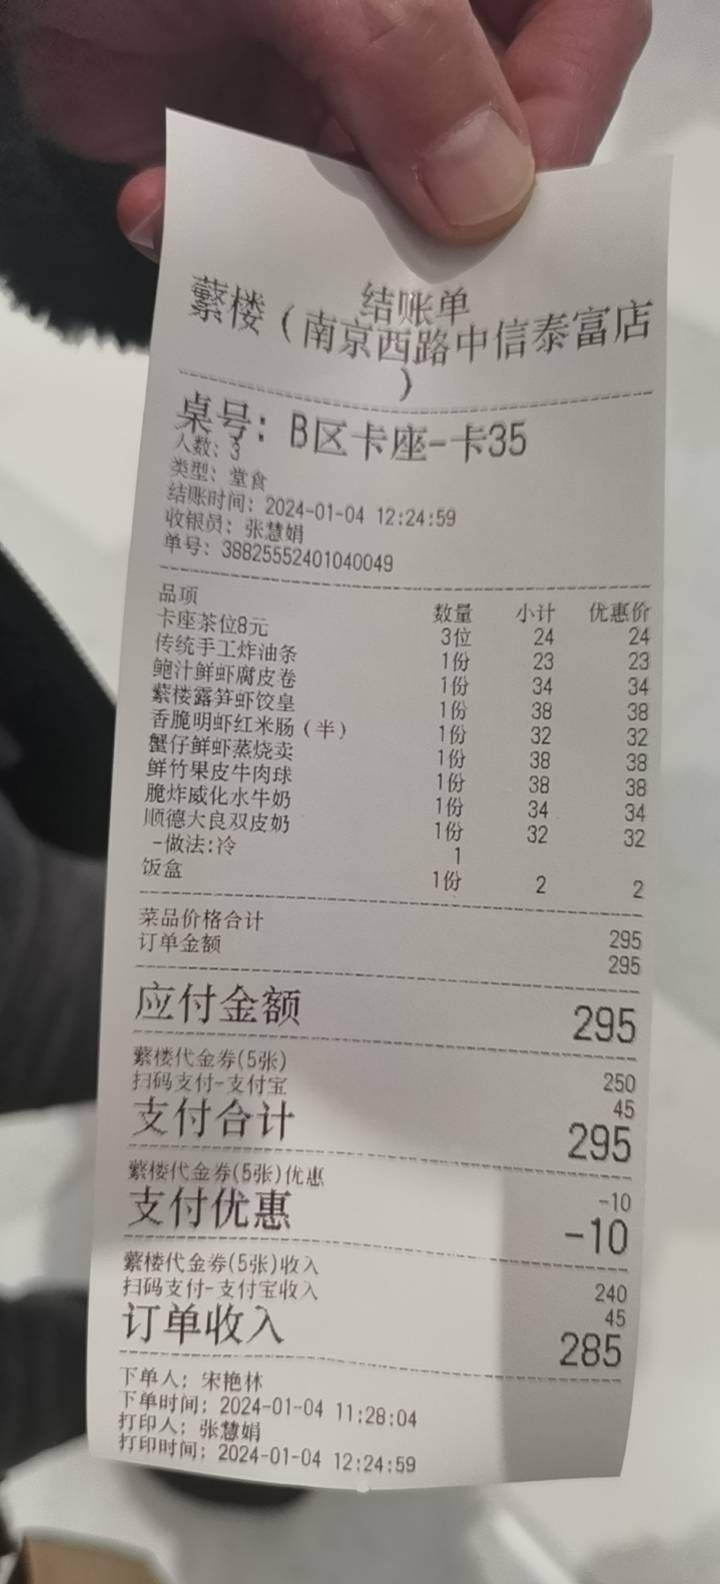 结账单
蘩楼（南京西路中信泰富店
）
桌号：B区卡座-卡35
人数：3
类型：堂食
结账时间：2024-01-04 12:24:59
收银员：张慧娟
单号：38825552401040049
品项 数量 小计 优惠价
卡座茶位8元 3位 24 24
传统手工炸油条 1份 23 23
鲍汁鲜虾腐皮卷 1份 34 34
蘩楼露笋虾饺皇 1份 38 38
香脆明虾红米肠（半） 1份 32 32
蟹仔鲜虾蒸烧卖 1份 38 38
鲜竹果皮牛肉球 1份 38 38
脆炸威化水牛奶 1份 34 34
顺德大良双皮奶 1份 32 32
-做法:冷 1
饭盒 1份 2 2
菜品价格合计 295
订单金额 295
应付金额 295
蘩楼代金券(5张) 250
扫码支付-支付宝 45
支付合计 295
蘩楼代金券(5张)优惠 -10
支付优惠 -10
蘩楼代金券(5张)收入 240
扫码支付-支付宝收入 45
订单收入 285
下单人：宋艳林
下单时间：2024-01-04 11:28:04
打印人：张慧娟
打印时间：2024-01-04 12:24:59